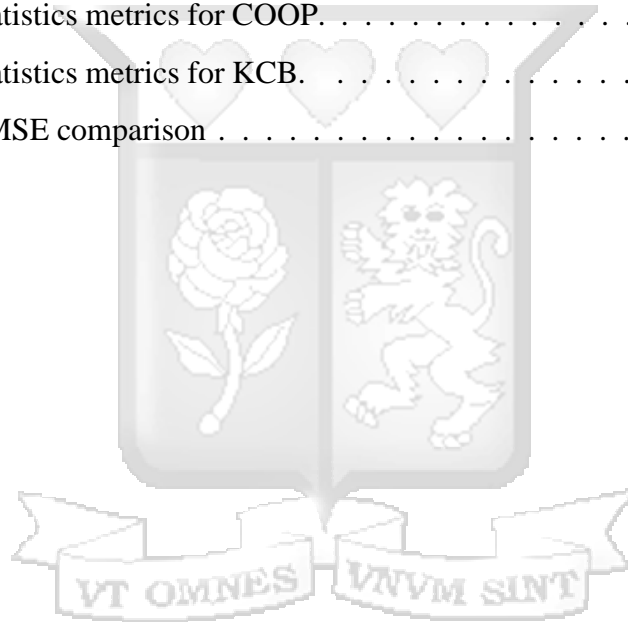 atistics metrics for COOP. . . . . . . . . . . . . . .
atistics metrics for KCB. . . . . . . . . . . . . . . .
MSE comparison . . . . . . . . . . . . . . . . . . .
VT OMNES VNVM SINT